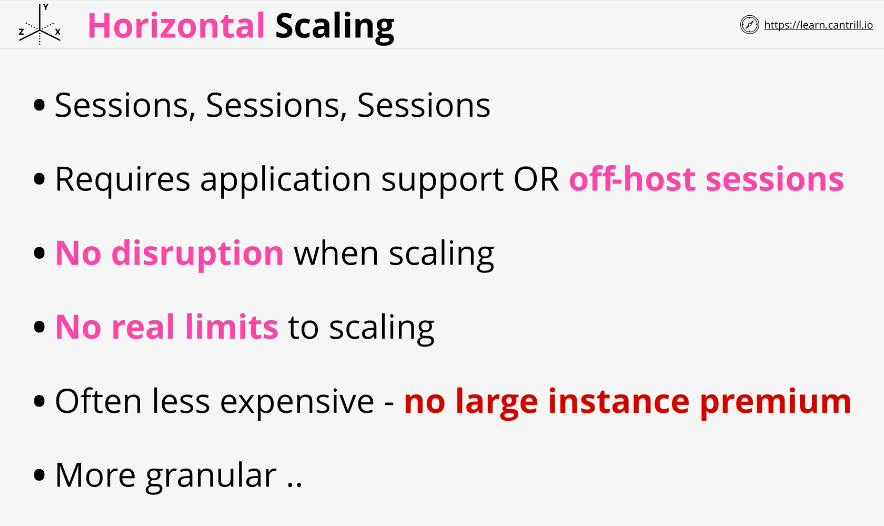 Y
Z X
Horizontal Scaling
https://learn.cantrill.io
• Sessions, Sessions, Sessions
• Requires application support OR off-host sessions
• No disruption when scaling
• No real limits to scaling
• Often less expensive - no large instance premium
• More granular ..